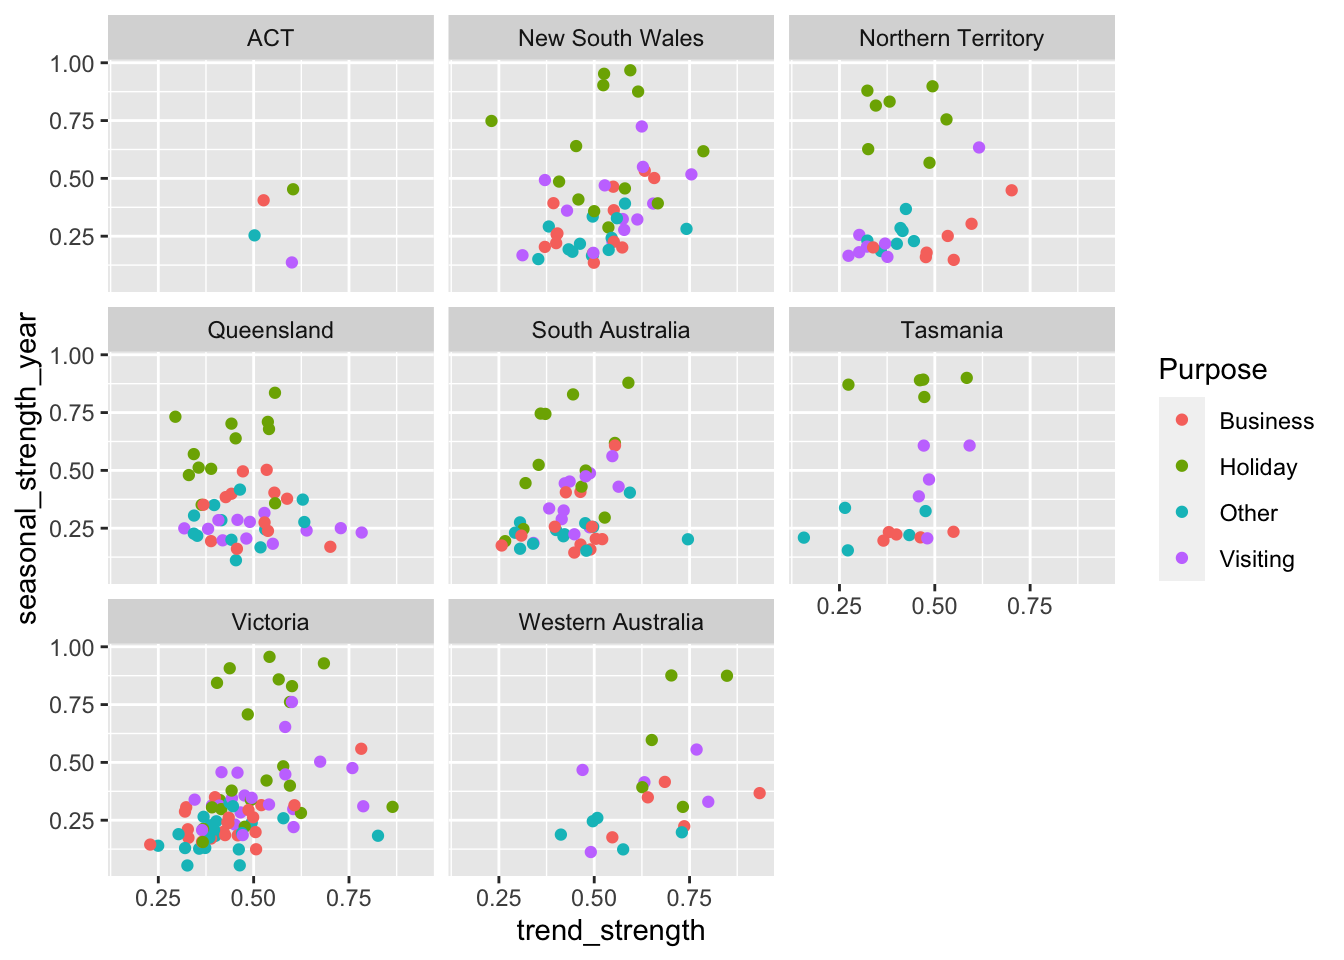 ACT
New South Wales
Northern Territory
1.00
0.75
0.50
0.25
Queensland
South Australia
Tasmania
1.00
0.75
0.50
0.25
0.25 0.50 0.75
Victoria
Western Australia
1.00
0.75
0.50
0.25
0.25 0.50 0.75
0.25 0.50 0.75
trend_strength
seasonal_strength_year
Purpose
Business
Holiday
Other
Visiting